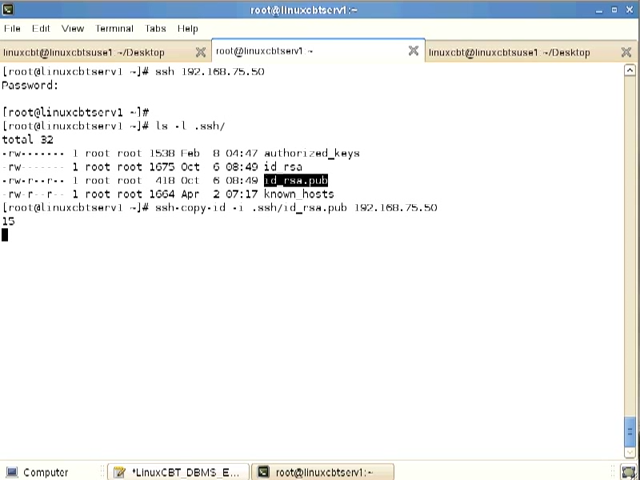 root@linuxcbtserv1:~
File Edit View Terminal Tabs Help
linuxcbt@linuxcbtsuse1 ~/Desktop root@linuxcbtserv1 ~ linuxcbt@linuxcbtsuse1 ~/Desktop
[root@linuxcbtserv1 ~]# ssh 192.168.75.50
Password:
[root@linuxcbtserv1 ~]#
[root@linuxcbtserv1 ~]# ls -l .ssh/
total 32
-rw------- 1 root root 1538 Feb 8 04:47 authorized_keys
-rw------- 1 root root 1675 Oct 6 08:49 id_rsa
-rw-r--r-- 1 root root 418 Oct 6 08:49 id_rsa.pub
-rw-r--r-- 1 root root 1664 Apr 2 07:17 known_hosts
[root@linuxcbtserv1 ~]# ssh-copy-id -i .ssh/id_rsa.pub 192.168.75.50
15
Computer *LinuxCBT_DBMS_E... root@linuxcbtserv1:~